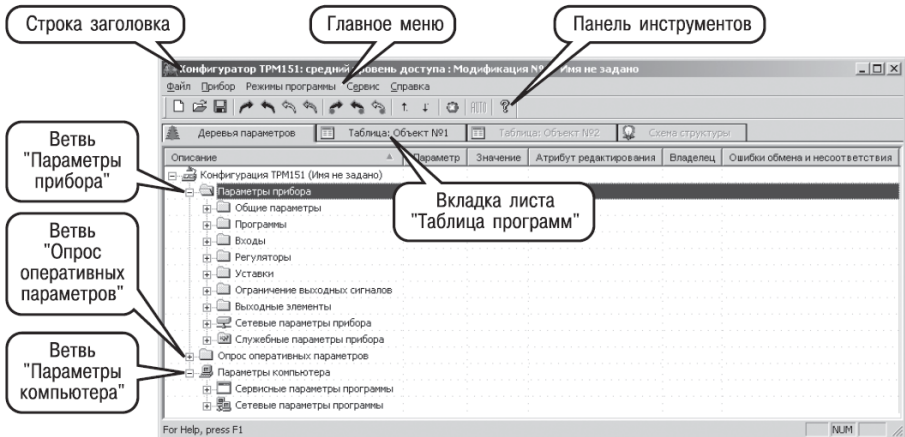 Строка заголовка
Главное меню
Панель инструментов
Конфигуратор ТРМ151: средний уровень доступа : Модификация Имя не задано
Файл Прибор Режимы программы Сервис Справка
Деревья параметров
Таблица: Объект №1
Таблица: Объект №2
Схема структуры
Описание Параметр Значение Атрибут редактирования Владелец Ошибки обмена и несоответствия
Конфигурация ТРМ151 (Имя не задано)
Параметры прибора
Общие параметры
Программы
Входы
Регуляторы
Уставки
Ограничение выходных сигналов
Выходные элементы
Сетевые параметры прибора
Служебные параметры прибора
Опрос оперативных параметров
Параметры компьютера
Сервисные параметры программы
Сетевые параметры программы
For Help, press F1
NUM
Ветвь
"Параметры
прибора"
Ветвь
"Опрос
оперативных
параметров"
Ветвь
"Параметры
компьютера"
Вкладка листа
"Таблица программ"